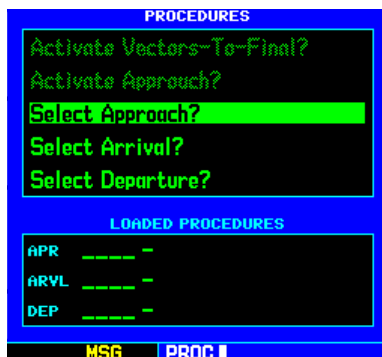 PROCEDURES
Activate Vectors-To-Final?
Activate Approach?
Select Approach?
Select Arrival?
Select Departure?
LOADED PROCEDURES
APR ____ -
ARVL ____ -
DEP ____ -
MSG PROC